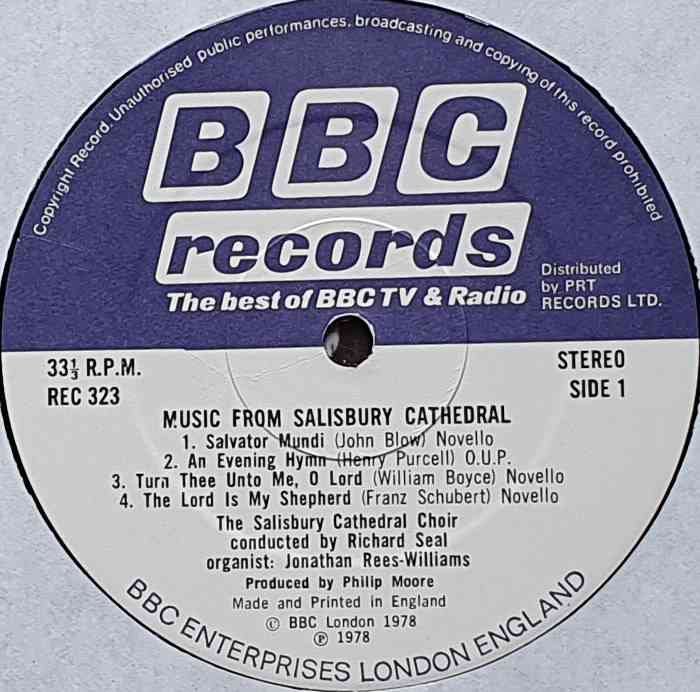 Copyright Record. Unauthorised public performances, broadcasting and copying of this record prohibited
BBC
records
The best of BBC TV & Radio
Distributed
by PRT
RECORDS LTD.
33⅓ R.P.M.
REC 323
STEREO
SIDE 1
MUSIC FROM SALISBURY CATHEDRAL
1. Salvator Mundi (John Blow) Novello
2. An Evening Hymn (Henry Purcell) O.U.P.
3. Turn Thee Unto Me, O Lord (William Boyce) Novello
4. The Lord Is My Shepherd (Franz Schubert) Novello
The Salisbury Cathedral Choir
conducted by Richard Seal
organist: Jonathan Rees-Williams
Produced by Philip Moore
Made and Printed in England
© BBC London 1978
℗ 1978
BBC ENTERPRISES LONDON ENGLAND